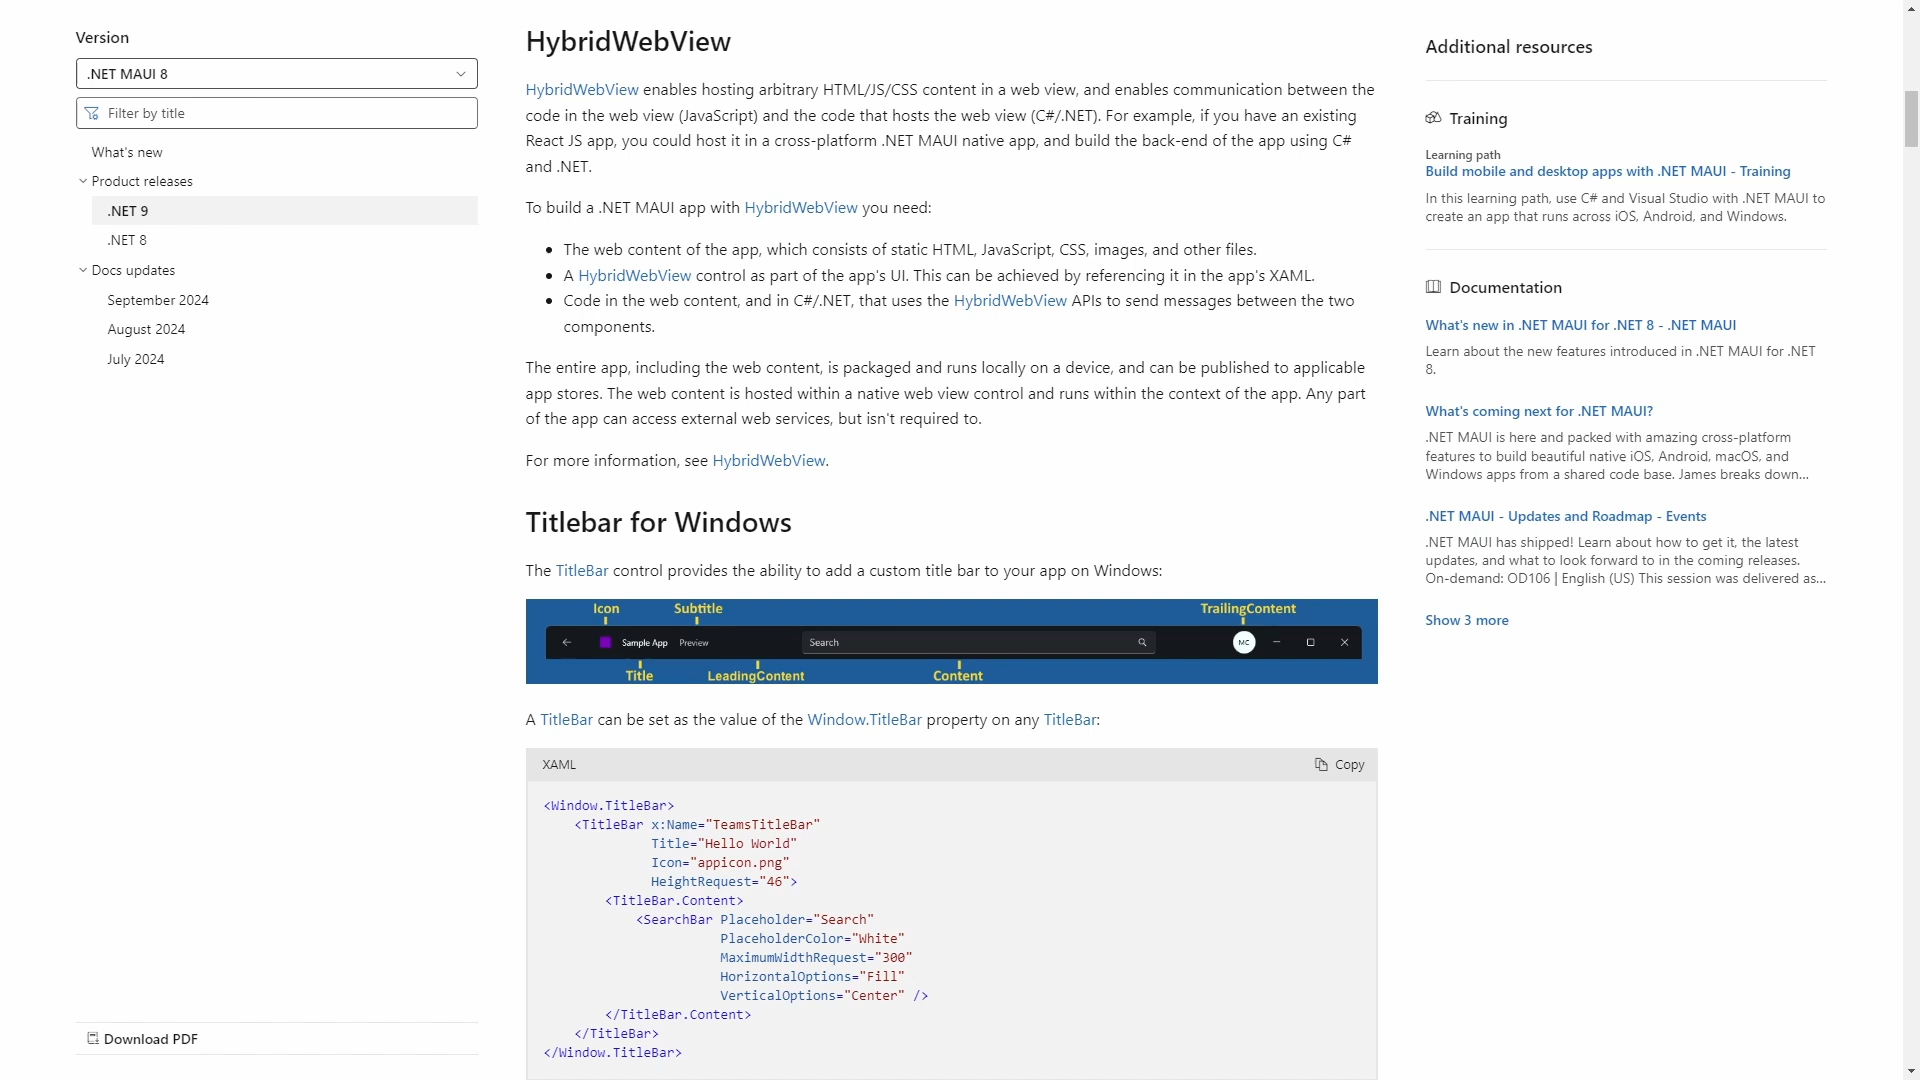 Version
.NET MAUI 8
Filter by title
What's new
Product releases
.NET 9
.NET 8
Docs updates
September 2024
August 2024
July 2024
Download PDF
HybridWebView
HybridWebView enables hosting arbitrary HTML/JS/CSS content in a web view, and enables communication between the
code in the web view (JavaScript) and the code that hosts the web view (C#/.NET). For example, if you have an existing
React JS app, you could host it in a cross-platform .NET MAUI native app, and build the back-end of the app using C#
and .NET.
To build a .NET MAUI app with HybridWebView you need:
• The web content of the app, which consists of static HTML, JavaScript, CSS, images, and other files.
• A HybridWebView control as part of the app's UI. This can be achieved by referencing it in the app's XAML.
• Code in the web content, and in C#/.NET, that uses the HybridWebView APIs to send messages between the two
components.
The entire app, including the web content, is packaged and runs locally on a device, and can be published to applicable
app stores. The web content is hosted within a native web view control and runs within the context of the app. Any part
of the app can access external web services, but isn't required to.
For more information, see HybridWebView.
Titlebar for Windows
The TitleBar control provides the ability to add a custom title bar to your app on Windows:
Icon Subtitle TrailingContent
Sample App Preview Search MC
Title LeadingContent Content
A TitleBar can be set as the value of the Window.TitleBar property on any TitleBar:
XAML Copy
<Window.TitleBar>
    <TitleBar x:Name="TeamsTitleBar"
              Title="Hello World"
              Icon="appicon.png"
              HeightRequest="46">
        <TitleBar.Content>
            <SearchBar Placeholder="Search"
                       PlaceholderColor="White"
                       MaximumWidthRequest="300"
                       HorizontalOptions="Fill"
                       VerticalOptions="Center" />
        </TitleBar.Content>
    </TitleBar>
</Window.TitleBar>
Additional resources
Training
Learning path
Build mobile and desktop apps with .NET MAUI - Training
In this learning path, use C# and Visual Studio with .NET MAUI to
create an app that runs across iOS, Android, and Windows.
Documentation
What's new in .NET MAUI for .NET 8 - .NET MAUI
Learn about the new features introduced in .NET MAUI for .NET
8.
What's coming next for .NET MAUI?
.NET MAUI is here and packed with amazing cross-platform
features to build beautiful native iOS, Android, macOS, and
Windows apps from a shared code base. James breaks down...
.NET MAUI - Updates and Roadmap - Events
.NET MAUI has shipped! Learn about how to get it, the latest
updates, and what to look forward to in the coming releases.
On-demand: OD106 | English (US) This session was delivered as...
Show 3 more